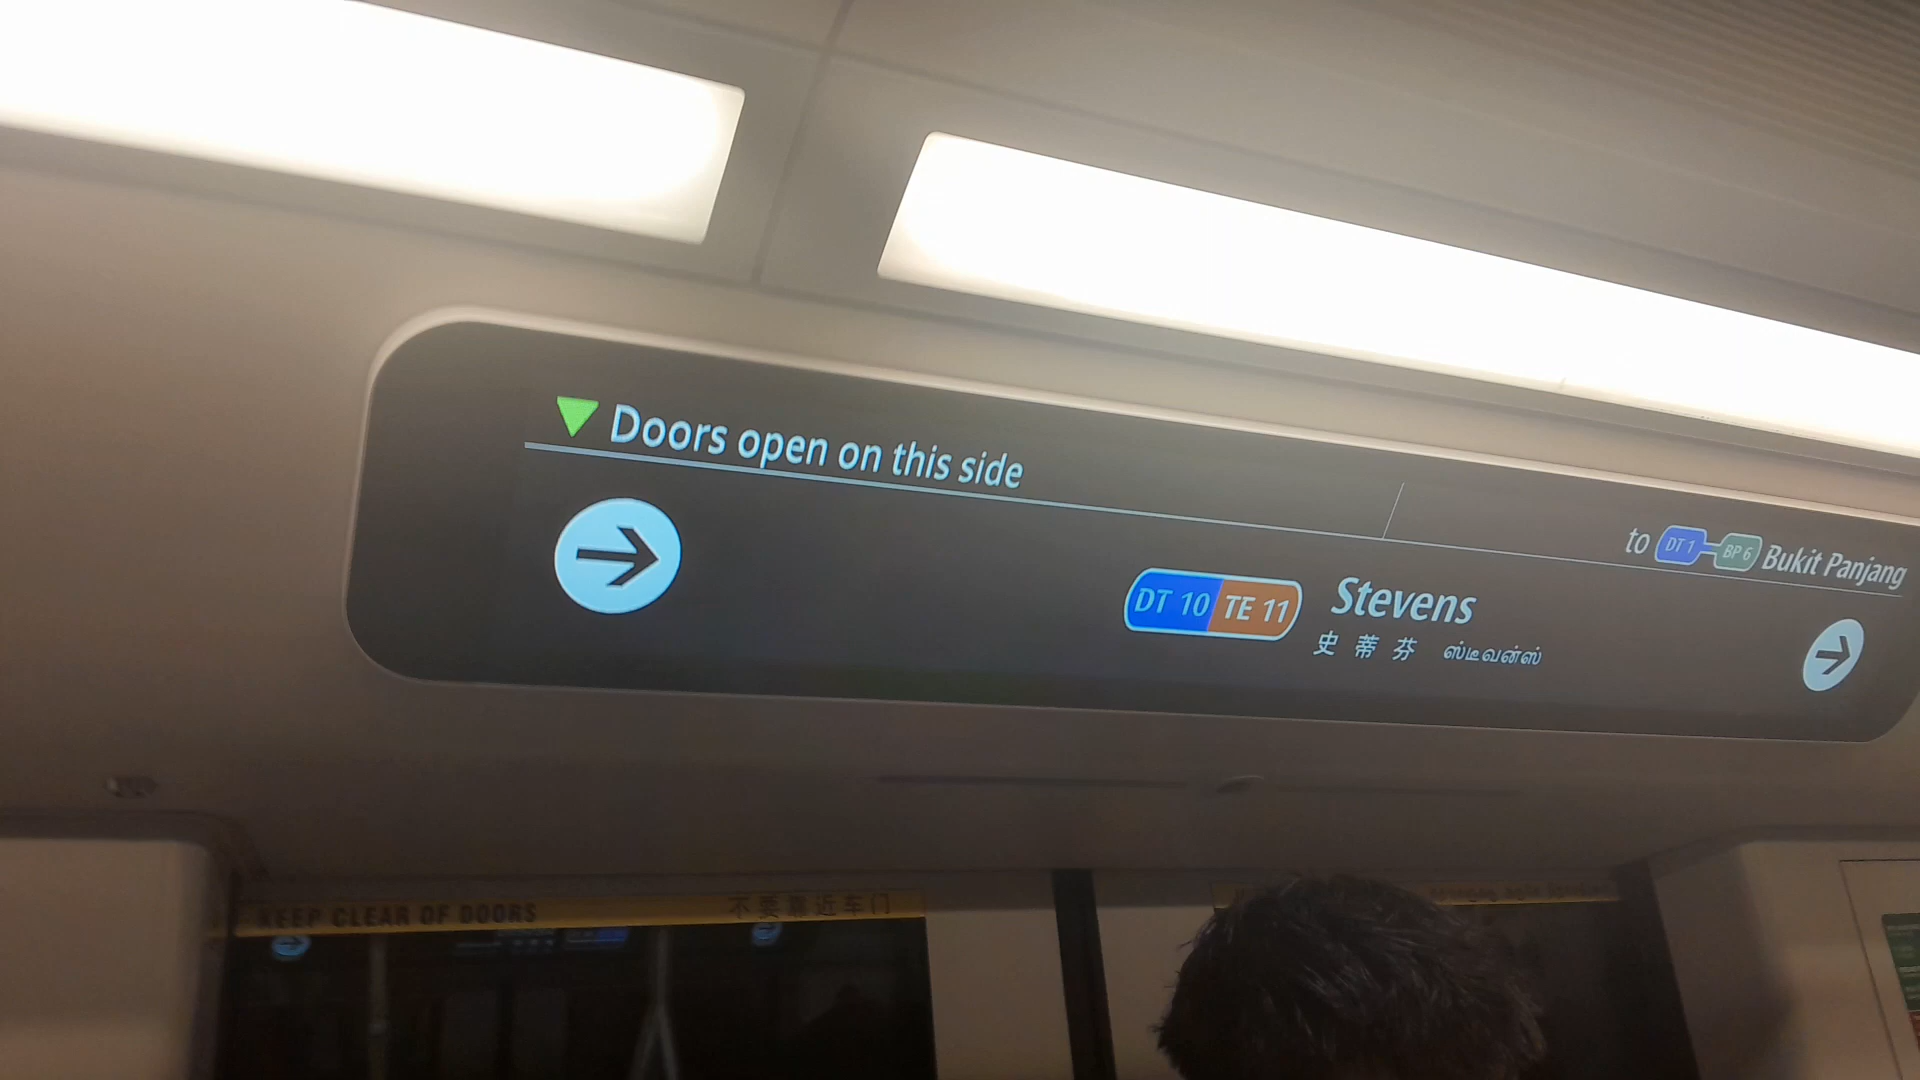 Doors open on this side
to DT 1 BP 6 Bukit Panjang
DT 10 TE 11 Stevens
史蒂芬 ஸ்டீவன்ஸ்
KEEP CLEAR OF DOORS 不要靠近车门